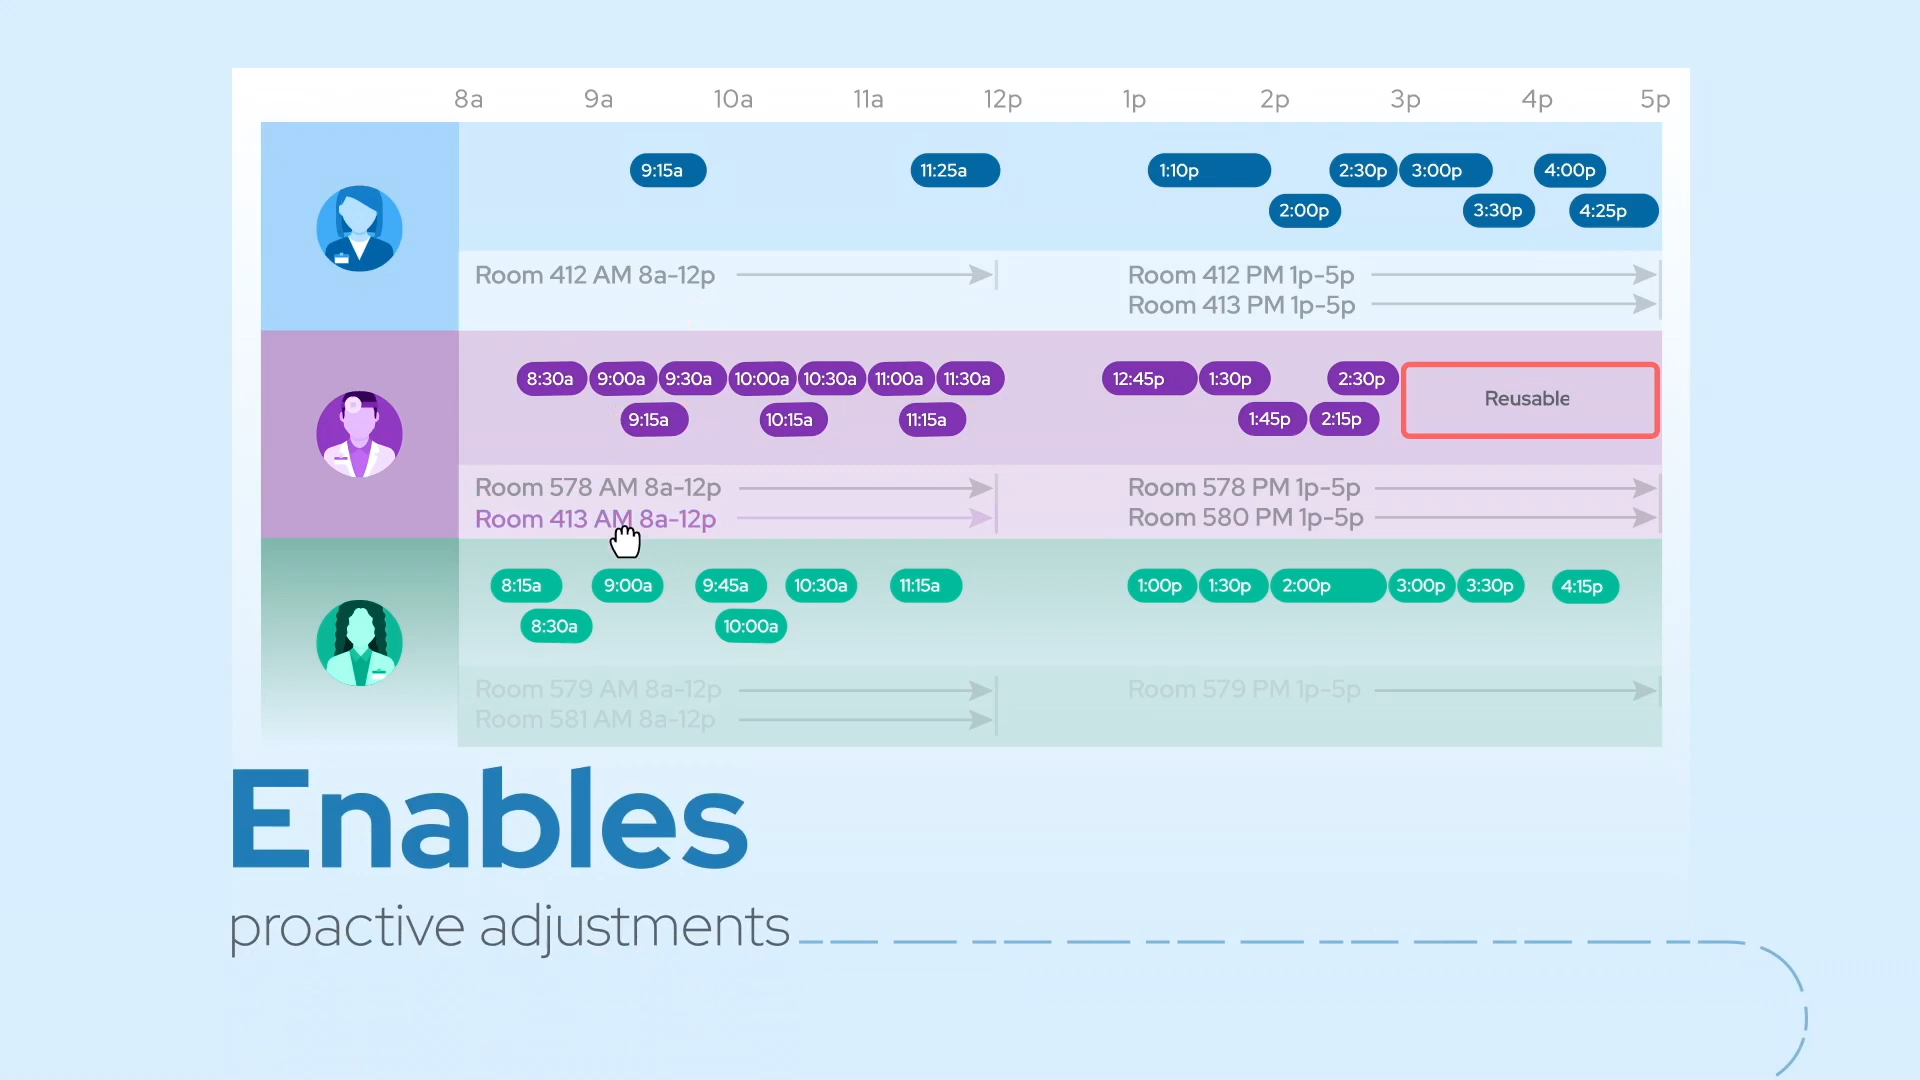 8a 9a 10a 11a 12p 1p 2p 3p 4p 5p
9:15a 11:25a 1:10p 2:30p 3:00p 4:00p
2:00p 3:30p 4:25p
Room 412 AM 8a-12p Room 412 PM 1p-5p
Room 413 PM 1p-5p
8:30a 9:00a 9:30a 10:00a 10:30a 11:00a 11:30a 12:45p 1:30p 2:30p
Reusable
9:15a 10:15a 11:15a 1:45p 2:15p
Room 578 AM 8a-12p Room 578 PM 1p-5p
Room 413 AM 8a-12p Room 580 PM 1p-5p
8:15a 9:00a 9:45a 10:30a 11:15a 1:00p 1:30p 2:00p 3:00p 3:30p 4:15p
8:30a 10:00a
Room 579 AM 8a-12p Room 579 PM 1p-5p
Room 581 AM 8a-12p
Enables
proactive adjustments